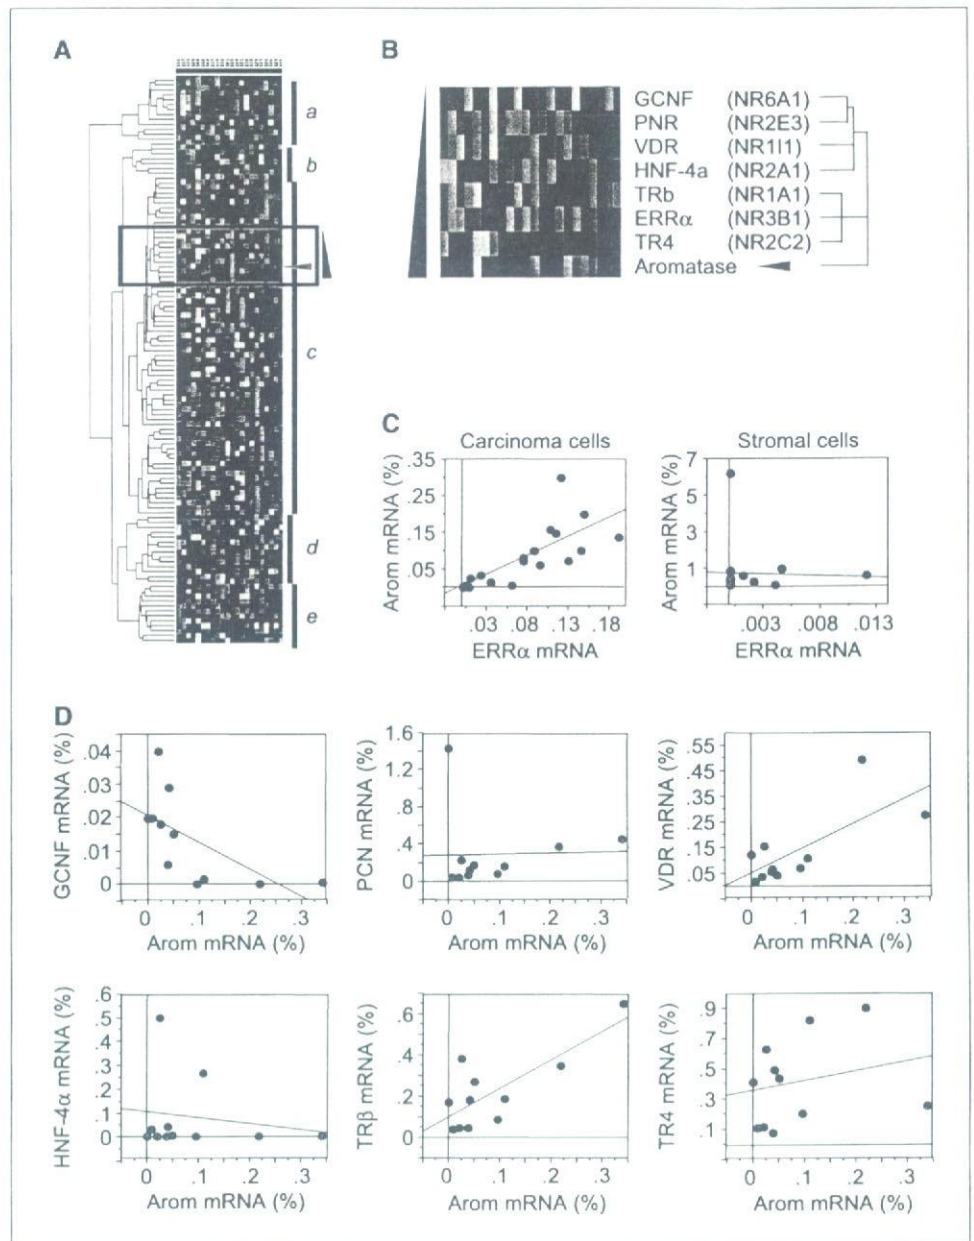 A
B
a
b
c
d
e
GCNF (NR6A1)
PNR (NR2E3)
VDR (NR1I1)
HNF-4a (NR2A1)
TRb (NR1A1)
ERRα (NR3B1)
TR4 (NR2C2)
Aromatase
C
Carcinoma cells
Arom mRNA (%)
.35
.25
.15
.05
.03 .08 .13 .18
ERRα mRNA
Stromal cells
Arom mRNA (%)
7
5
3
1
.003 .008 .013
ERRα mRNA
D
GCNF mRNA (%)
.04
.03
.02
.01
0
0 .1 .2 .3
Arom mRNA (%)
PCN mRNA (%)
1.6
1.2
.8
.4
0
0 .1 .2 .3
Arom mRNA (%)
VDR mRNA (%)
.55
.45
.35
.25
.15
.05
0 .1 .2 .3
Arom mRNA (%)
HNF-4α mRNA (%)
.6
.5
.4
.3
.2
.1
0
0 .1 .2 .3
Arom mRNA (%)
TRβ mRNA (%)
.6
.4
.2
0
0 .1 .2 .3
Arom mRNA (%)
TR4 mRNA (%)
.9
.7
.5
.3
.1
0 .1 .2 .3
Arom mRNA (%)